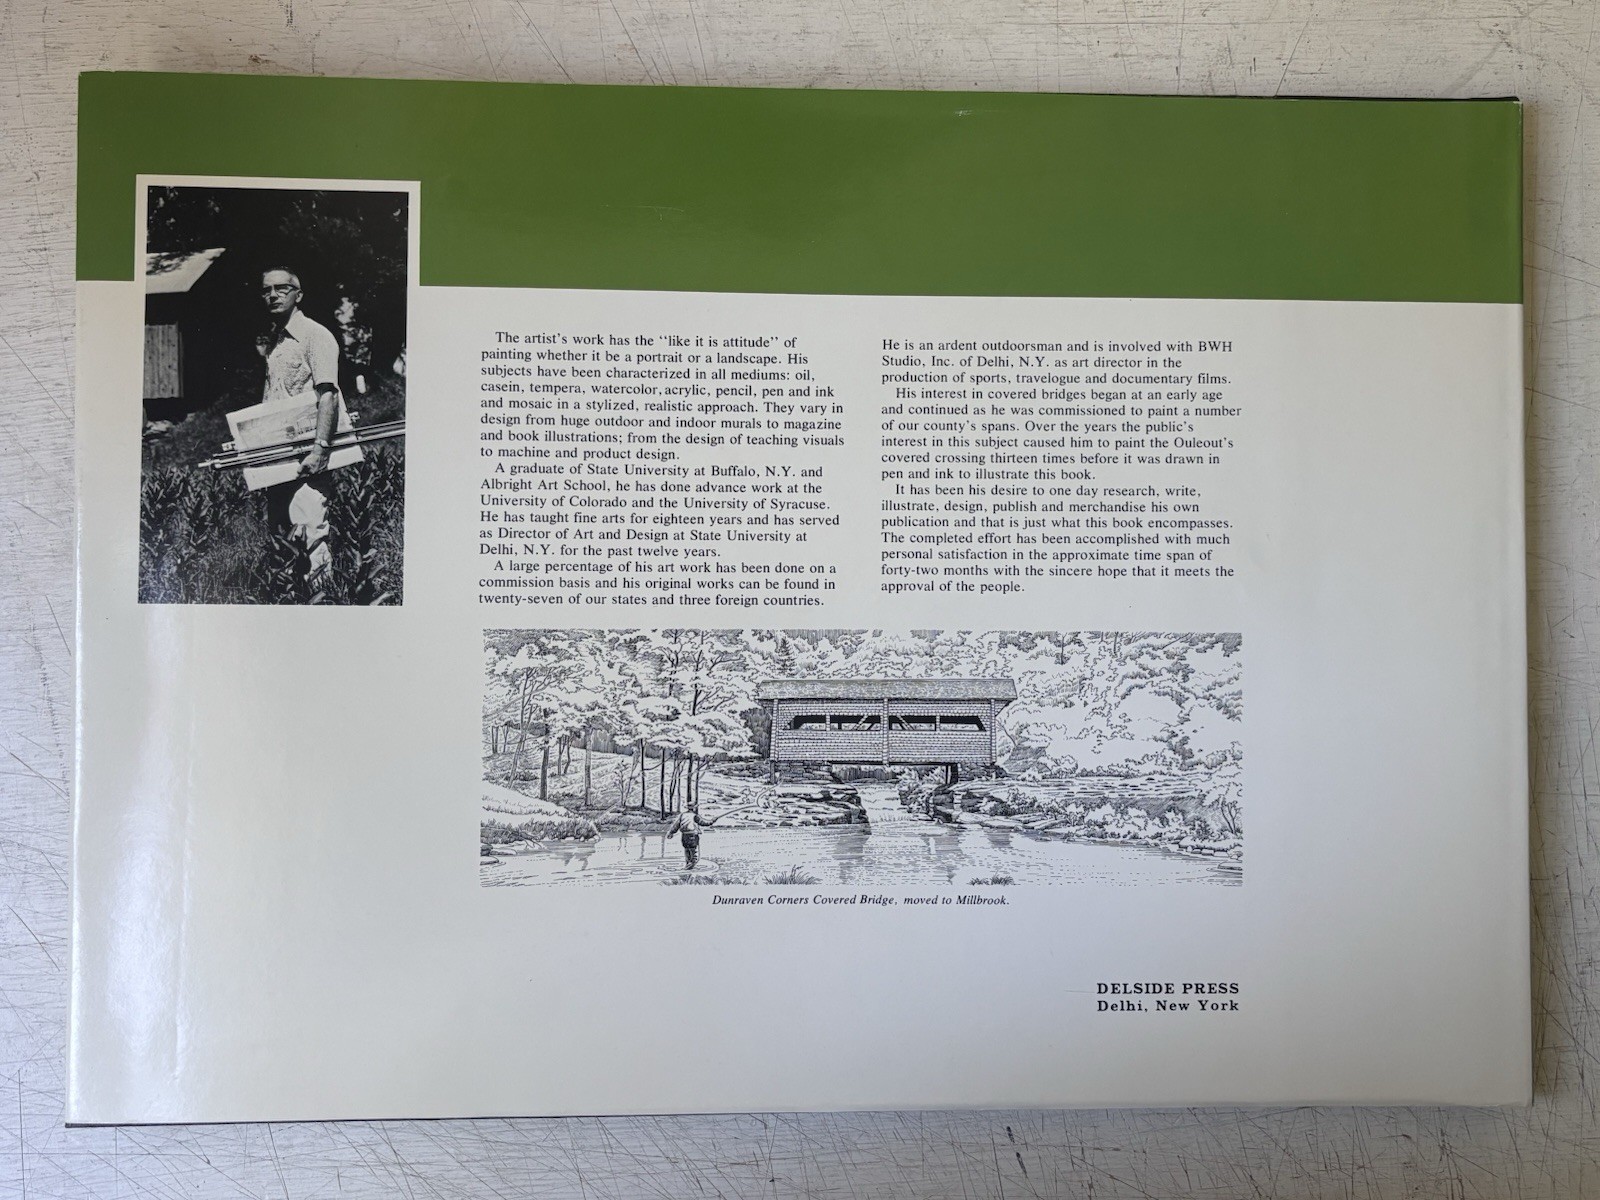 The artist's work has the "like it is attitude" of
painting whether it be a portrait or a landscape. His
subjects have been characterized in all mediums: oil,
casein, tempera, watercolor, acrylic, pencil, pen and ink
and mosaic in a stylized, realistic approach. They vary in
design from huge outdoor and indoor murals to magazine
and book illustrations; from the design of teaching visuals
to machine and product design.
A graduate of State University at Buffalo, N.Y. and
Albright Art School, he has done advance work at the
University of Colorado and the University of Syracuse.
He has taught fine arts for eighteen years and has served
as Director of Art and Design at State University at
Delhi, N.Y. for the past twelve years.
A large percentage of his art work has been done on a
commission basis and his original works can be found in
twenty-seven of our states and three foreign countries.
He is an ardent outdoorsman and is involved with BWH
Studio, Inc. of Delhi, N.Y. as art director in the
production of sports, travelogue and documentary films.
His interest in covered bridges began at an early age
and continued as he was commissioned to paint a number
of our county's spans. Over the years the public's
interest in this subject caused him to paint the Ouleout's
covered crossing thirteen times before it was drawn in
pen and ink to illustrate this book.
It has been his desire to one day research, write,
illustrate, design, publish and merchandise his own
publication and that is just what this book encompasses.
The completed effort has been accomplished with much
personal satisfaction in the approximate time span of
forty-two months with the sincere hope that it meets the
approval of the people.
Dunraven Corners Covered Bridge, moved to Millbrook.
DELSIDE PRESS
Delhi, New York